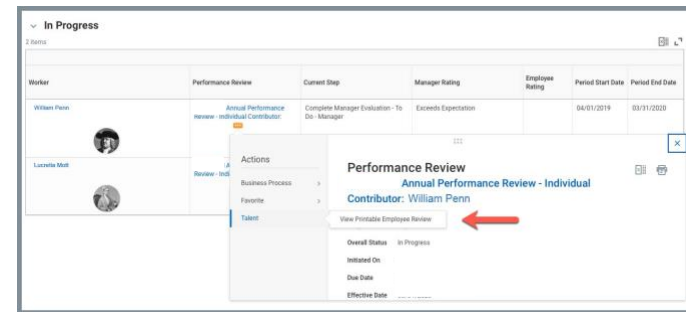 In Progress
2 items
Worker Performance Review Current Step Manager Rating Employee Rating Period Start Date Period End Date
William Penn Annual Performance Review - Individual Contributor: Complete Manager Evaluation - To Do - Manager Exceeds Expectation 04/01/2019 03/31/2020
Lucretia Mott
Review - Indi
Actions
Business Process
Favorite
Talent
View Printable Employee Review
Performance Review
Annual Performance Review - Individual
Contributor: William Penn
Overall Status In Progress
Initiated On
Due Date
Effective Date